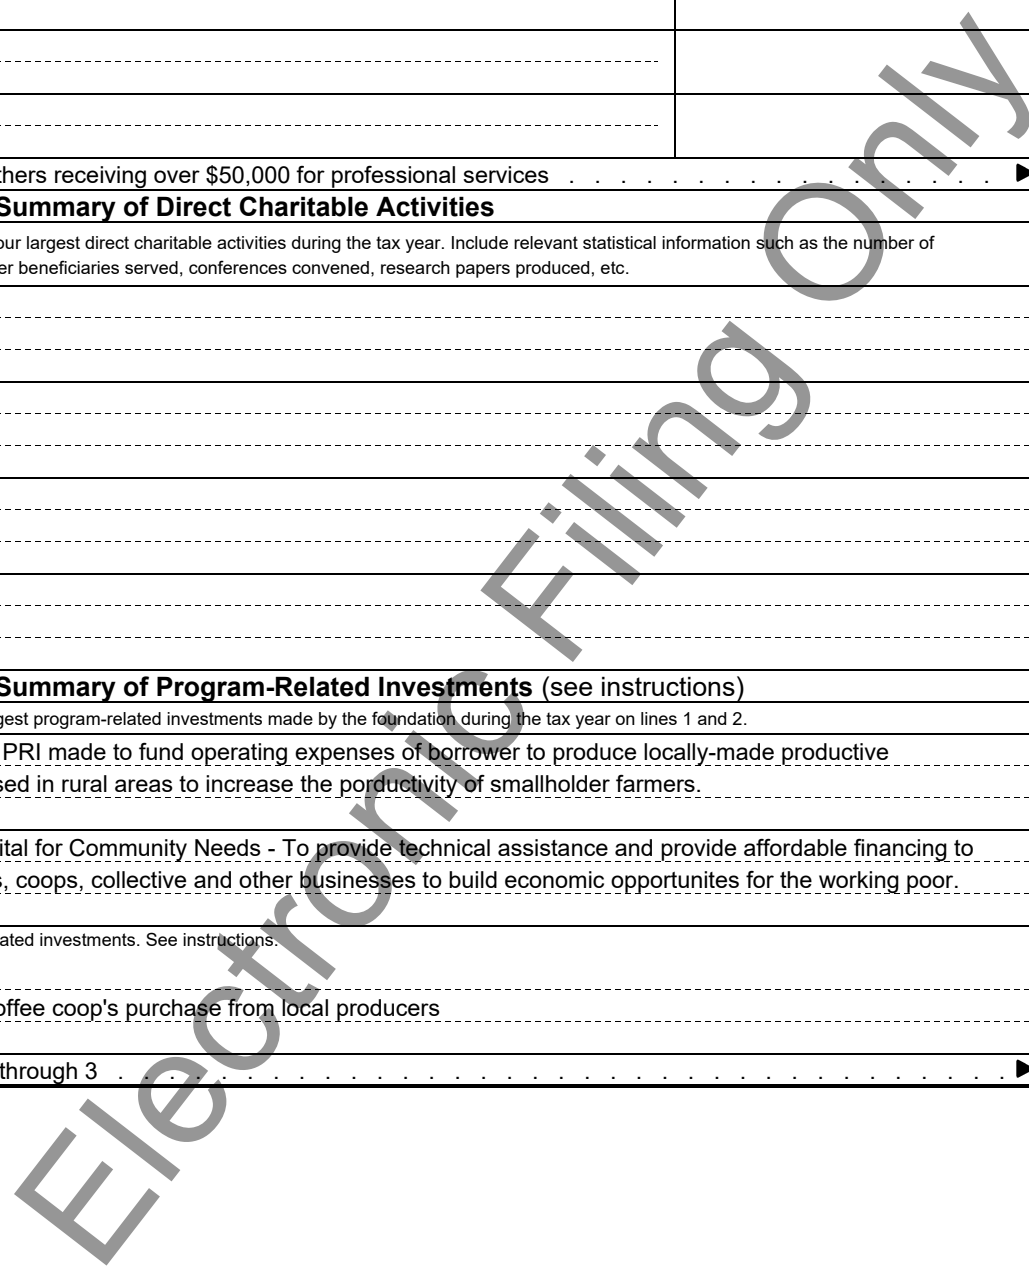 thers receiving over $50,000 for professional services . . . . . . . . . . . . . . . . . ▶
Summary of Direct Charitable Activities
our largest direct charitable activities during the tax year. Include relevant statistical information such as the number of
er beneficiaries served, conferences convened, research papers produced, etc.
Summary of Program-Related Investments (see instructions)
gest program-related investments made by the foundation during the tax year on lines 1 and 2.
PRI made to fund operating expenses of borrower to produce locally-made productive
sed in rural areas to increase the porductivity of smallholder farmers.
ital for Community Needs - To provide technical assistance and provide affordable financing to
s, coops, collective and other businesses to build economic opportunites for the working poor.
ated investments. See instructions.
offee coop's purchase from local producers
through 3 . . . . . . . . . . . . . . . . . . . . . . . . . . . . . . . . . . . ▶
Electronic Filing Only